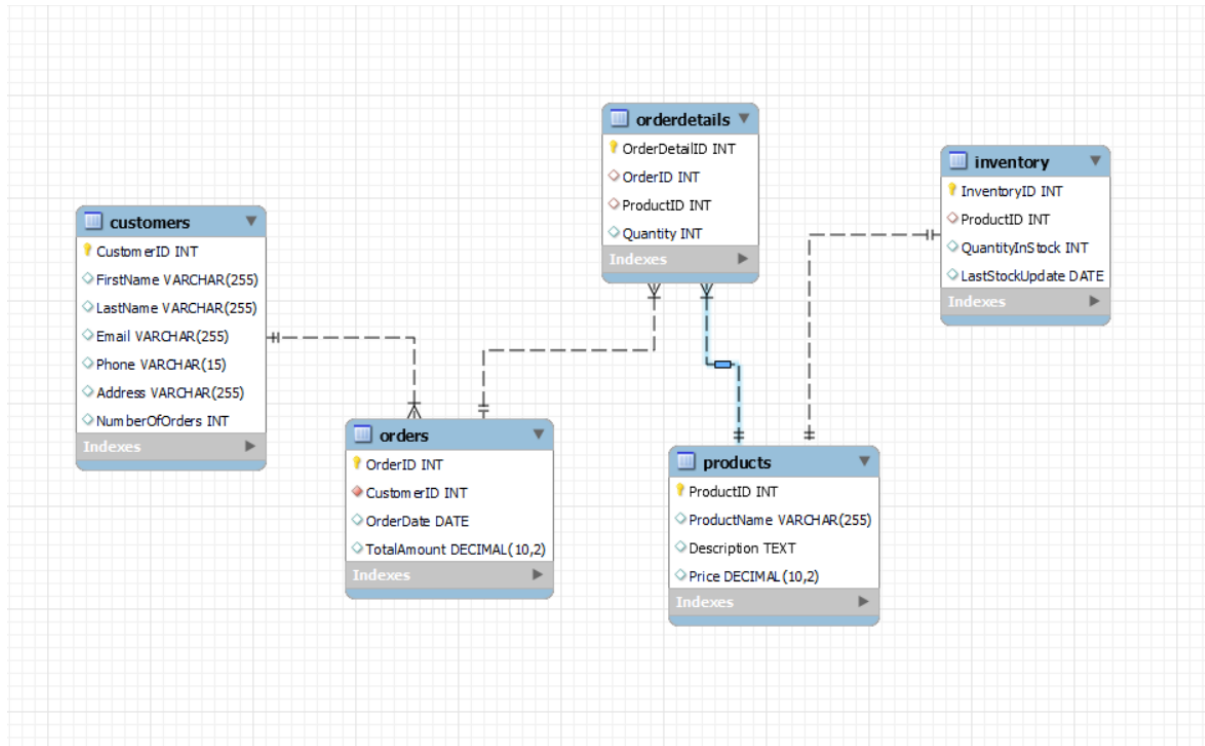 customers
CustomerID INT
FirstName VARCHAR(255)
LastName VARCHAR(255)
Email VARCHAR(255)
Phone VARCHAR(15)
Address VARCHAR(255)
NumberOfOrders INT
Indexes
orders
OrderID INT
CustomerID INT
OrderDate DATE
TotalAmount DECIMAL(10,2)
Indexes
orderdetails
OrderDetailID INT
OrderID INT
ProductID INT
Quantity INT
Indexes
products
ProductID INT
ProductName VARCHAR(255)
Description TEXT
Price DECIMAL(10,2)
Indexes
inventory
InventoryID INT
ProductID INT
QuantityInStock INT
LastStockUpdate DATE
Indexes